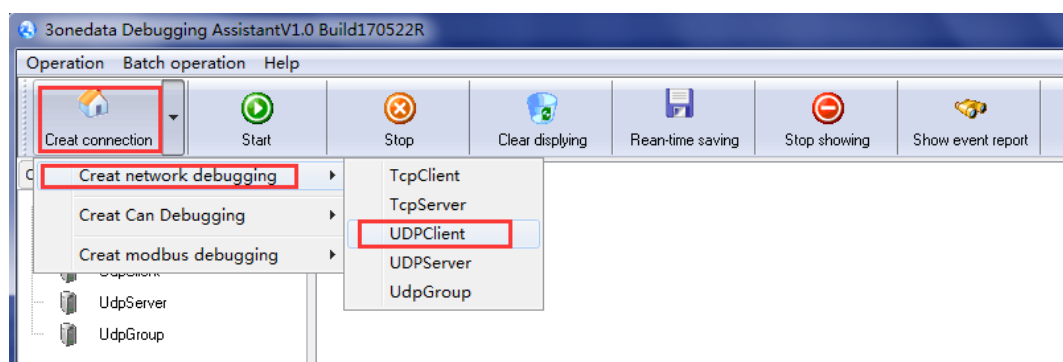 3onedata Debugging AssistantV1.0 Build170522R
Operation Batch operation Help
Creat connection Start Stop Clear displying Rean-time saving Stop showing Show event report
Creat network debugging
Creat Can Debugging
Creat modbus debugging
TcpClient
TcpServer
UDPClient
UDPServer
UdpGroup
UdpServer
UdpGroup